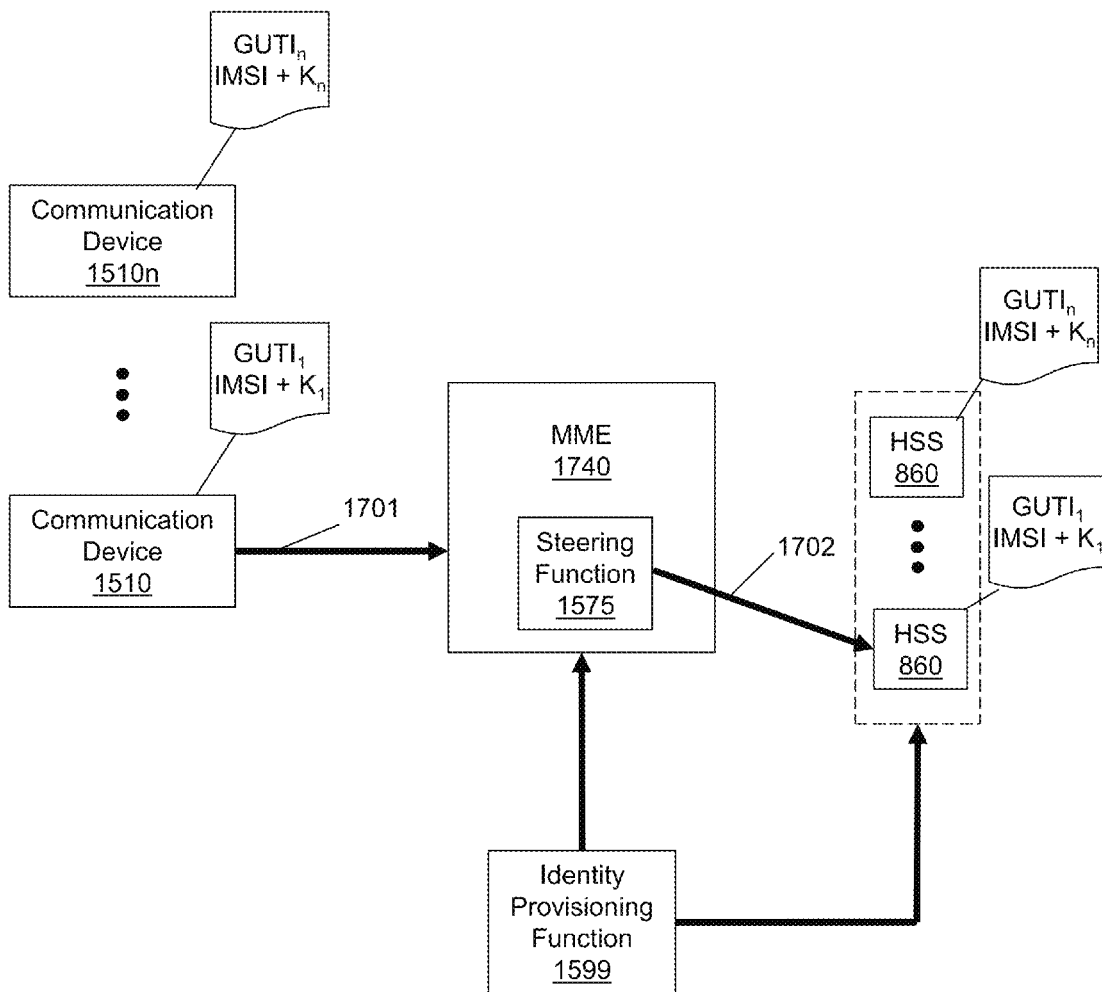 GUTIn
IMSI + Kn
Communication
Device
1510n
GUTI1
IMSI + K1
Communication
Device
1510
1701
MME
1740
Steering
Function
1575
1702
GUTIn
IMSI + Kn
HSS
860
GUTI1
IMSI + K1
HSS
860
Identity
Provisioning
Function
1599